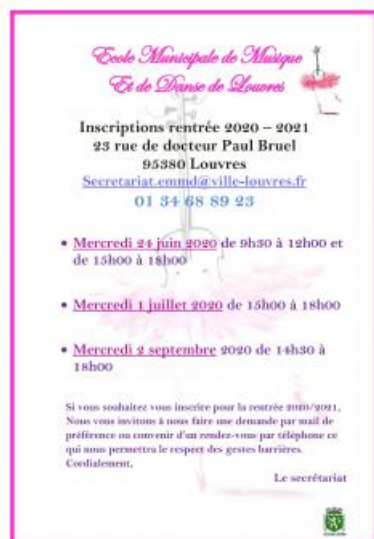 Ecole Municipale de Musique
Et de Danse de Louvres
Inscriptions rentrée 2020 – 2021
23 rue de docteur Paul Bruel
95380 Louvres
Secretariat.emmd@ville-louvres.fr
01 34 68 89 23
• Mercredi 24 juin 2020 de 9h30 à 12h00 et
de 15h00 à 18h00
• Mercredi 1 juillet 2020 de 15h00 à 18h00
• Mercredi 2 septembre 2020 de 14h30 à
18h00
Si vous souhaitez vous inscrire pour la rentrée 2020/2021,
Nous vous invitons à nous faire une demande par mail de
préférence ou convenir d'un rendez-vous par téléphone ce
qui nous permettra le respect des gestes barrières.
Cordialement,
Le secrétariat